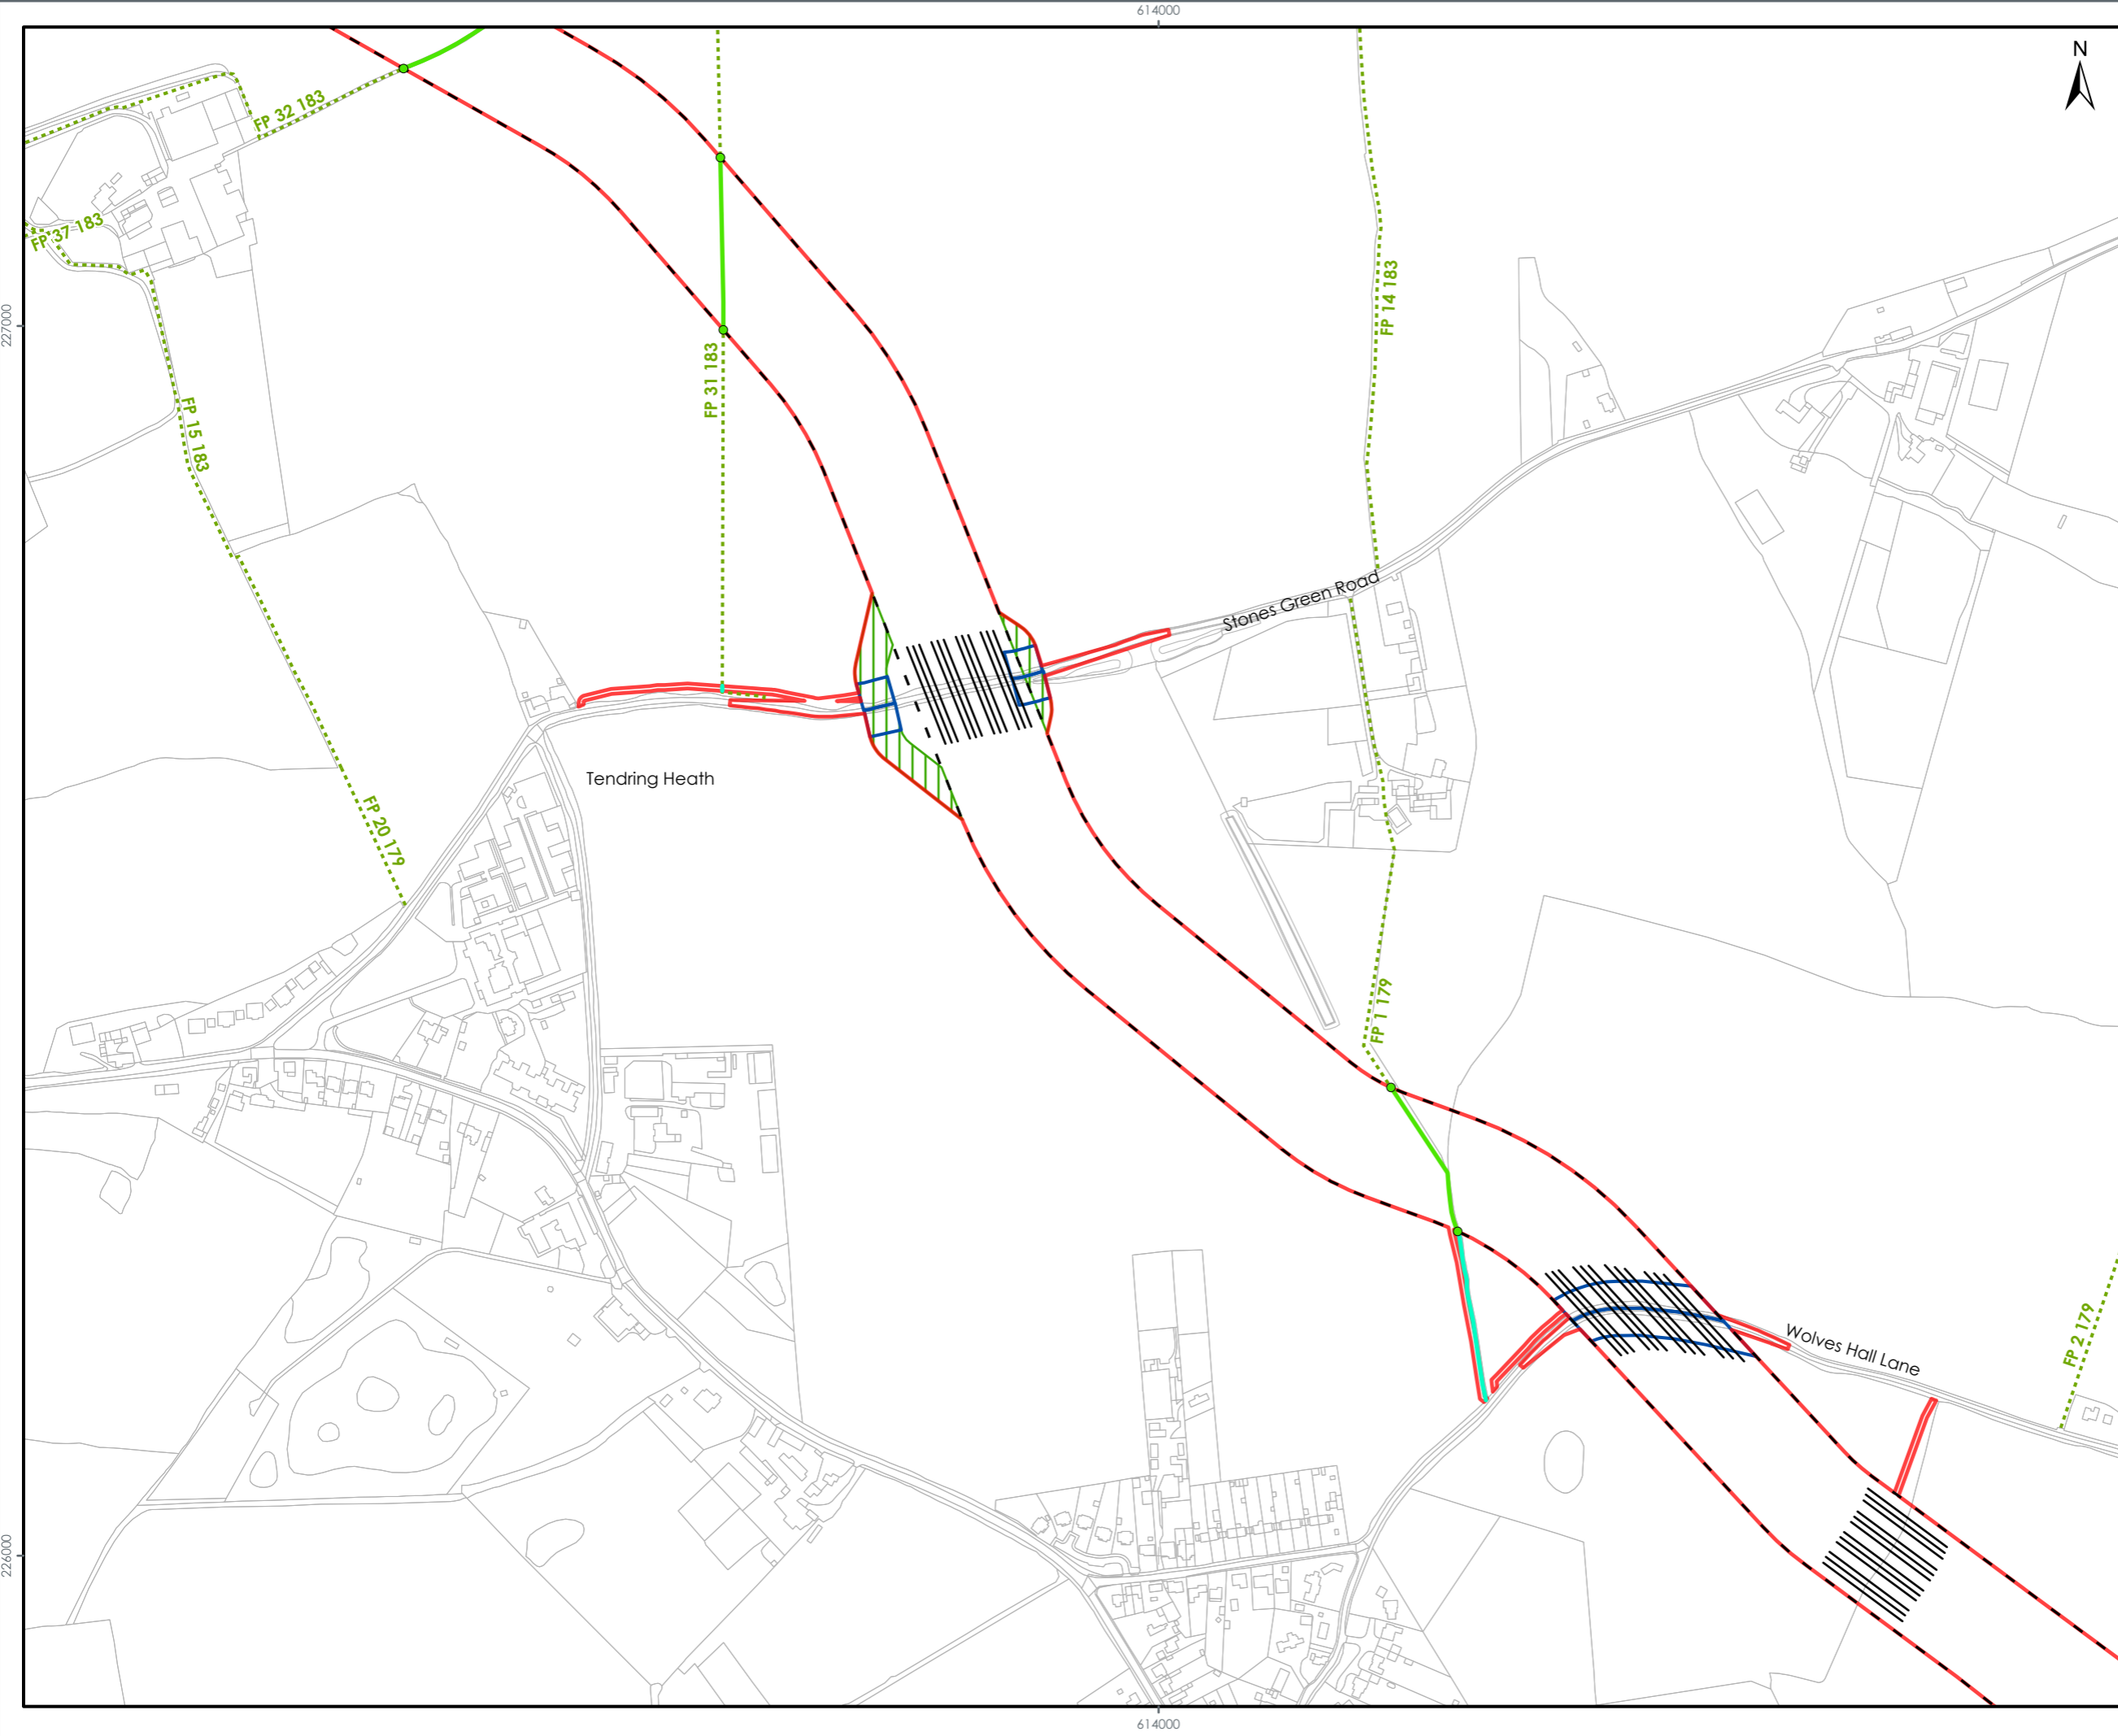 614000
N
FP 32 183
FP 37 183
FP 14 183
227000
FP 31 183
FP 15 183
Stones Green Road
Tendring Heath
FP 20 179
FP 1 179
Wolves Hall Lane
FP 2 179
226000
614000